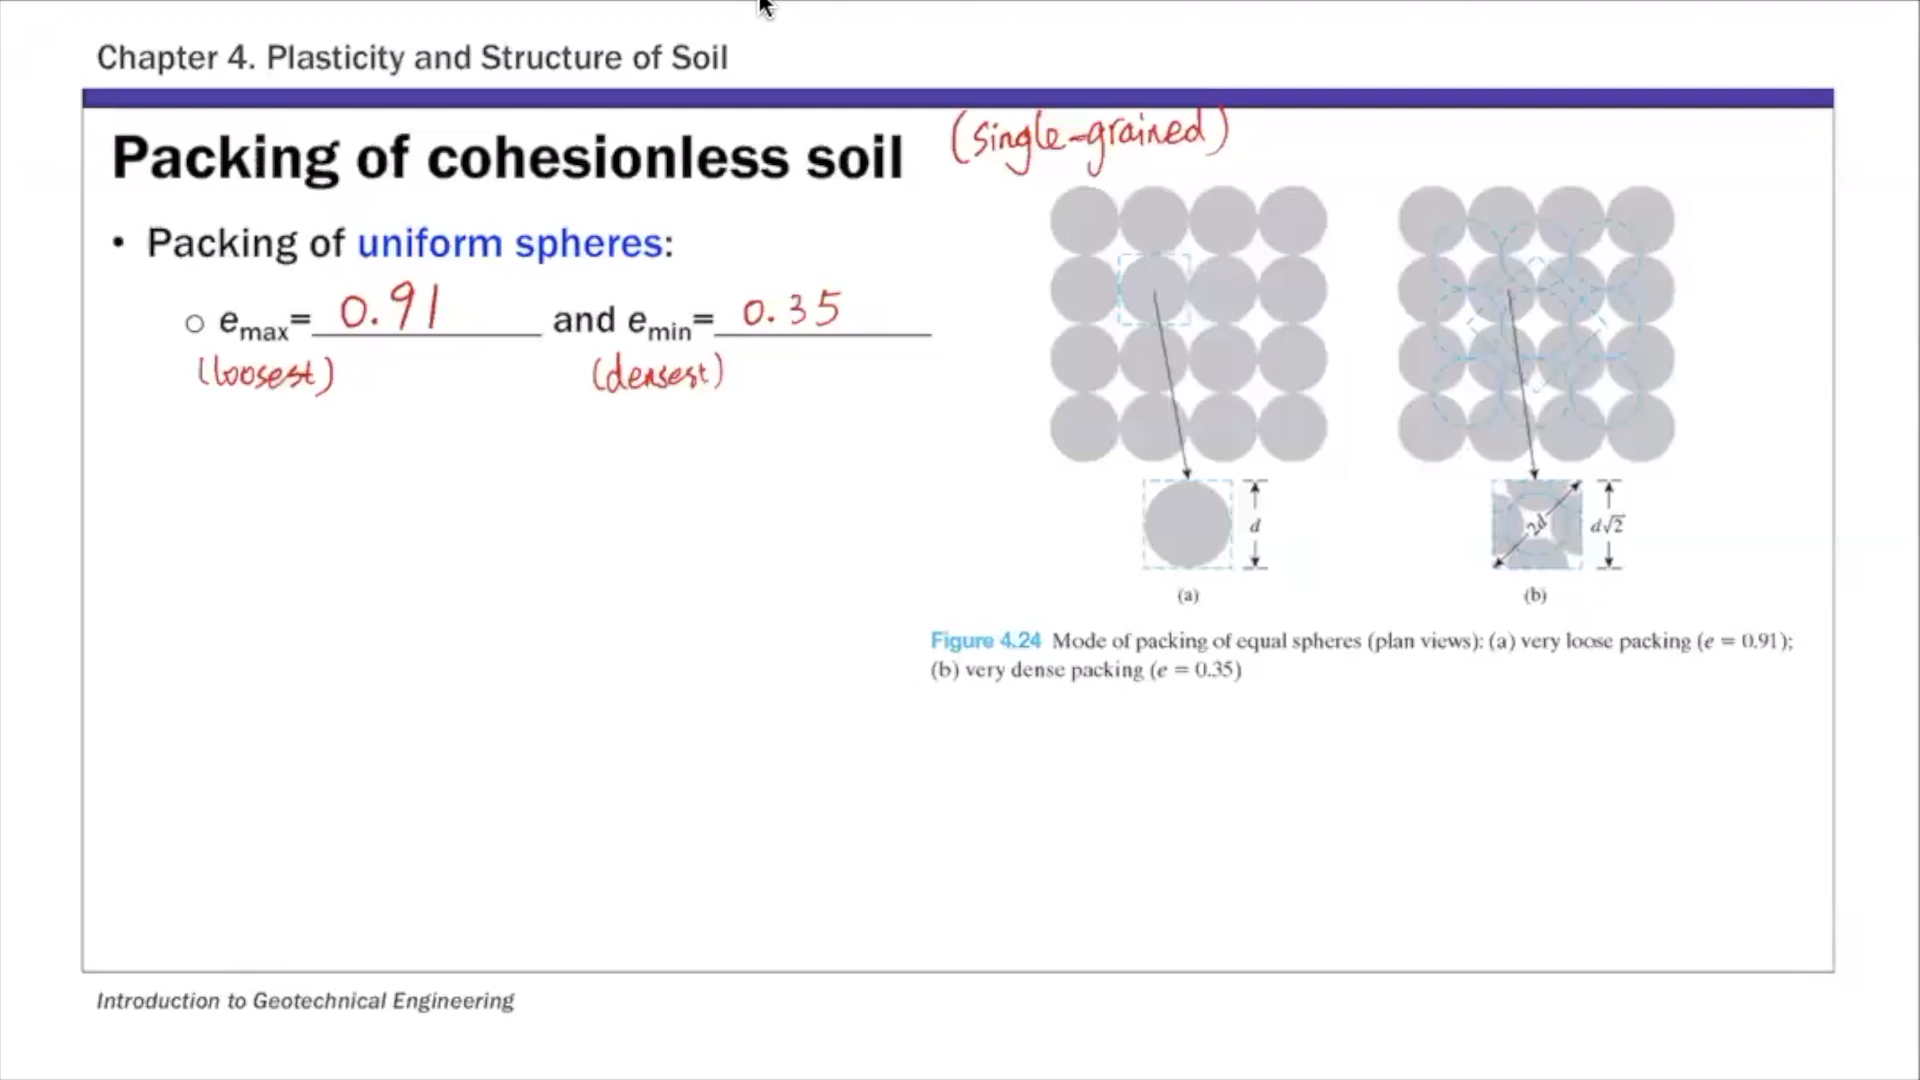 Chapter 4. Plasticity and Structure of Soil
Packing of cohesionless soil (single-grained)
• Packing of uniform spheres:
○ emax= 0.91 and emin= 0.35
(loosest) (densest)
d
2d
d√2
(a)
(b)
Figure 4.24 Mode of packing of equal spheres (plan views): (a) very loose packing (e = 0.91);
(b) very dense packing (e = 0.35)
Introduction to Geotechnical Engineering